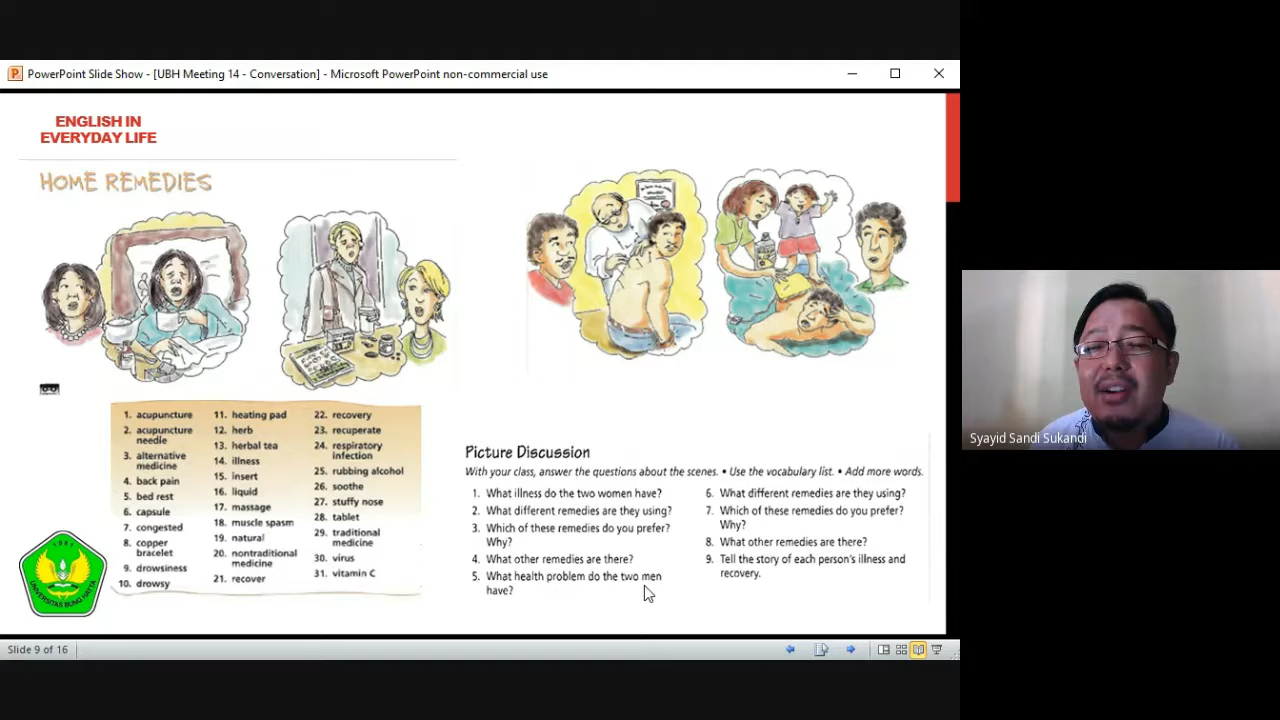 PowerPoint Slide Show - [UBH Meeting 14 - Conversation] - Microsoft PowerPoint non-commercial use
ENGLISH IN
EVERYDAY LIFE
HOME REMEDIES
1. acupuncture
2. acupuncture
needle
3. alternative
medicine
4. back pain
5. bed rest
6. capsule
7. congested
8. copper
bracelet
9. drowsiness
10. drowsy
11. heating pad
12. herb
13. herbal tea
14. illness
15. insert
16. liquid
17. massage
18. muscle spasm
19. natural
20. nontraditional
medicine
21. recover
22. recovery
23. recuperate
24. respiratory
infection
25. rubbing alcohol
26. soothe
27. stuffy nose
28. tablet
29. traditional
medicine
30. virus
31. vitamin C
Picture Discussion
With your class, answer the questions about the scenes. • Use the vocabulary list. • Add more words.
1. What illness do the two women have?
2. What different remedies are they using?
3. Which of these remedies do you prefer?
Why?
4. What other remedies are there?
5. What health problem do the two men
have?
6. What different remedies are they using?
7. Which of these remedies do you prefer?
Why?
8. What other remedies are there?
9. Tell the story of each person's illness and
recovery.
UNIVERSITAS BUNG HATTA
Slide 9 of 16
Syayid Sandi Sukandi